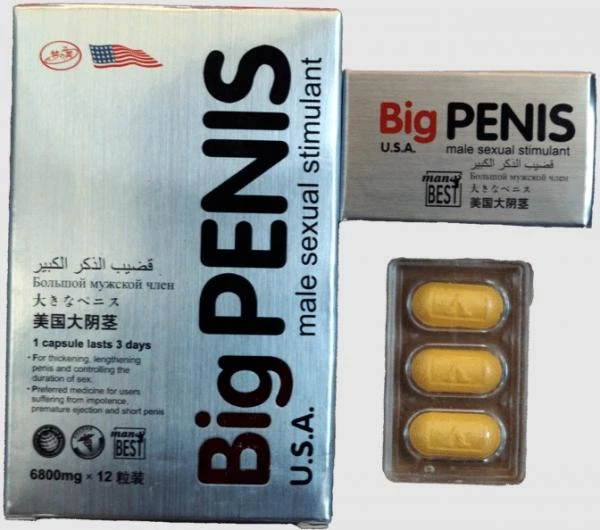 Big PENIS
U.S.A.
male sexual stimulant
قضيب الذكر الكبير
Большой мужской член
大きなペニス
美国大阴茎
1 capsule lasts 3 days
• For thickening, lengthening
penis and controlling the
duration of sex.
• Preferred medicine for users
suffering from impotence,
premature ejection and short penis
man's
BEST
6800mg × 12 粒装
Big PENIS
U.S.A.
male sexual stimulant
قضيب الذكر الكبير
man's
BEST
Большой мужской член
大きなペニス
美国大阴茎